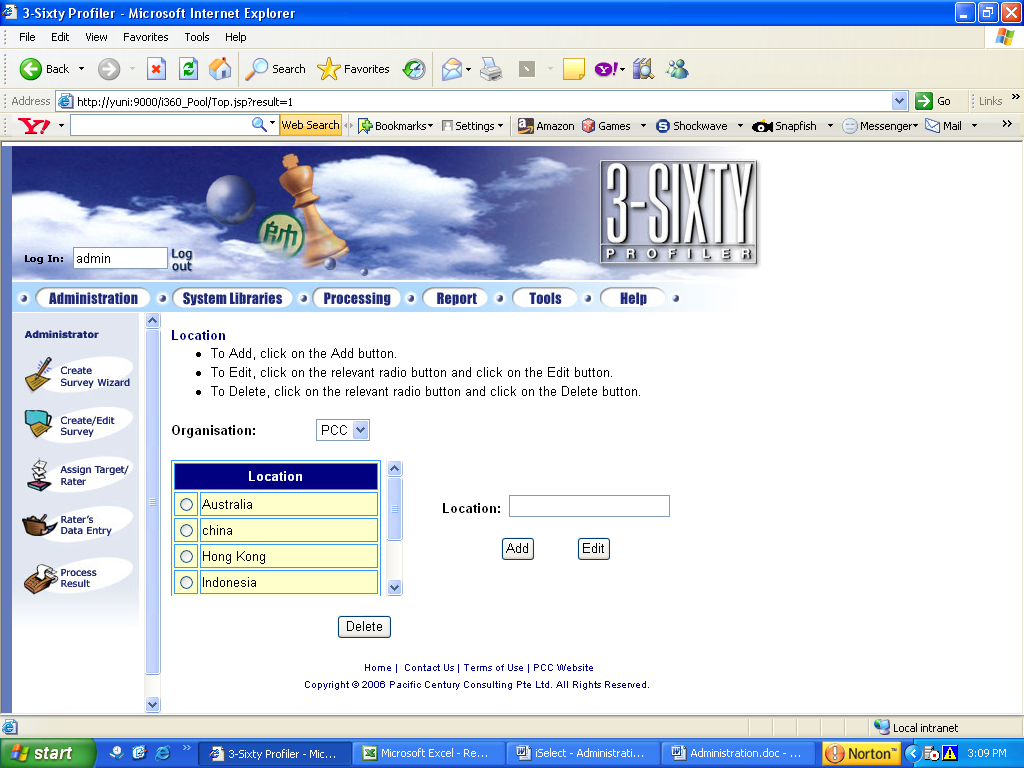 3-Sixty Profiler - Microsoft Internet Explorer
File Edit View Favorites Tools Help
Back Search Favorites
Address http://yuni:9000/i360_Pool/Top.jsp?result=1 Go Links »
Y! Web Search Bookmarks Settings Amazon Games Shockwave Snapfish Messenger Mail »
3-SIXTY
PROFILER
Log In: admin Log out
Administration System Libraries Processing Report Tools Help
Administrator
Create
Survey Wizard
Create/Edit
Survey
Assign Target/
Rater
Rater's
Data Entry
Process
Result
Location
• To Add, click on the Add button.
• To Edit, click on the relevant radio button and click on the Edit button.
• To Delete, click on the relevant radio button and click on the Delete button.
Organisation: PCC
Location
Australia
china
Hong Kong
Indonesia
Location:
Add Edit
Delete
Home | Contact Us | Terms of Use | PCC Website
Copyright © 2006 Pacific Century Consulting Pte Ltd. All Rights Reserved.
Local intranet
start » 3-Sixty Profiler - Mic... Microsoft Excel - Re... iSelect - Administrati... Administration.doc - ... Norton™ 3:09 PM